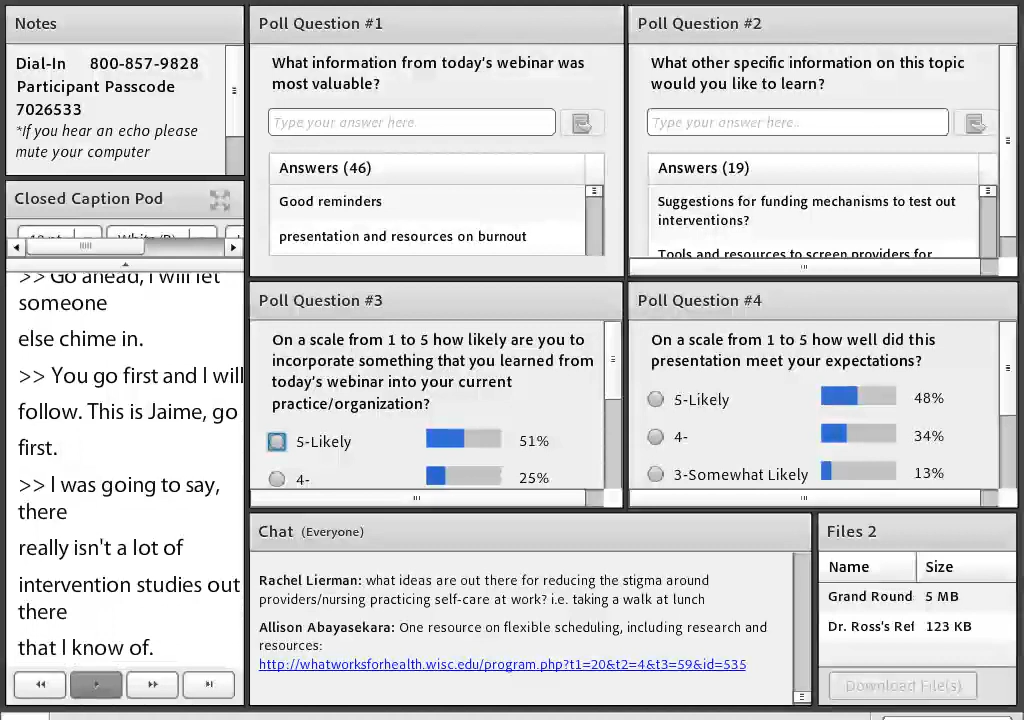 Notes
Dial-In 800-857-9828
Participant Passcode
7026533
*If you hear an echo please
mute your computer
Closed Caption Pod
>> Go ahead, I will let
someone
else chime in.
>> You go first and I will
follow. This is Jaime, go
first.
>> I was going to say,
there
really isn't a lot of
intervention studies out
there
that I know of.
Poll Question #1
What information from today's webinar was
most valuable?
Type your answer here.
Answers (46)
Good reminders
presentation and resources on burnout
Poll Question #2
What other specific information on this topic
would you like to learn?
Type your answer here..
Answers (19)
Suggestions for funding mechanisms to test out
interventions?
Tools and resources to screen providers for
Poll Question #3
On a scale from 1 to 5 how likely are you to
incorporate something that you learned from
today's webinar into your current
practice/organization?
5-Likely 51%
4- 25%
Poll Question #4
On a scale from 1 to 5 how well did this
presentation meet your expectations?
5-Likely 48%
4- 34%
3-Somewhat Likely 13%
Chat (Everyone)
Rachel Lierman: what ideas are out there for reducing the stigma around
providers/nursing practicing self-care at work? i.e. taking a walk at lunch
Allison Abayasekara: One resource on flexible scheduling, including research and
resources:
http://whatworksforhealth.wisc.edu/program.php?t1=20&t2=4&t3=59&id=535
Files 2
Name Size
Grand Round 5 MB
Dr. Ross's Ref 123 KB
Download File(s)